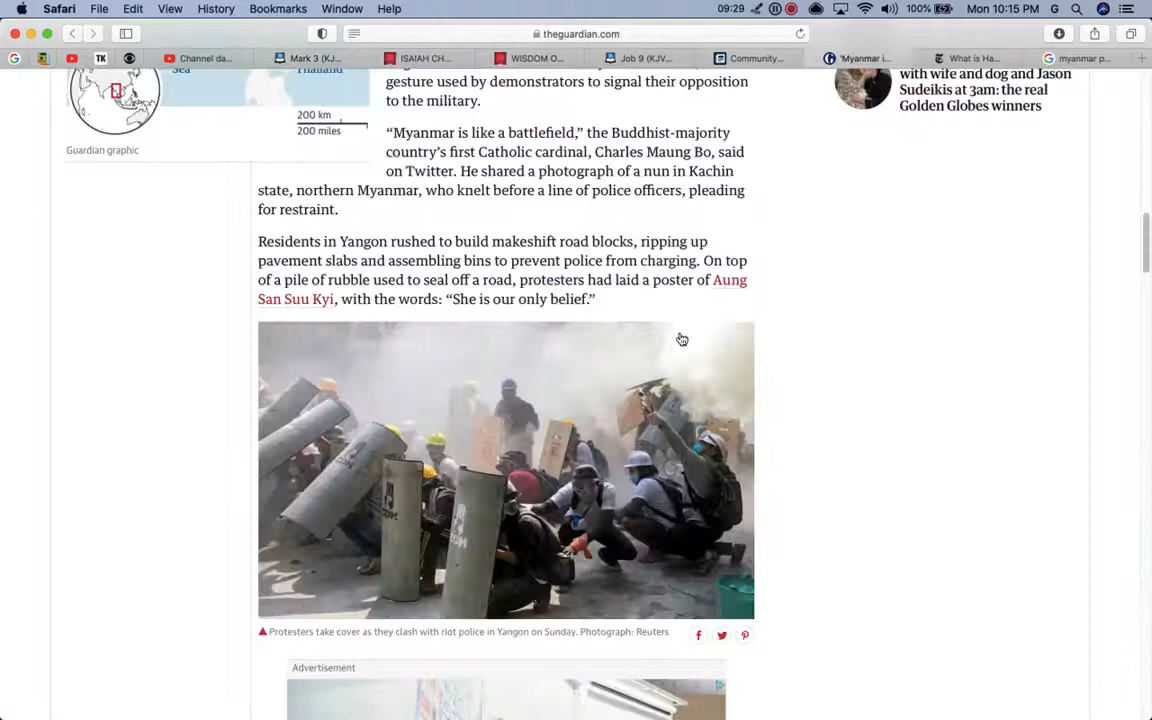 Safari File Edit View History Bookmarks Window Help 09:29 100% Mon 10:15 PM G
theguardian.com
TK Channel da... Mark 3 (KJ... ISAIAH CH... WISDOM O... Job 9 (KJV... Community... 'Myanmar i... What is Ha... myanmar p...
Sea Thailand
200 km
200 miles
Guardian graphic
gesture used by demonstrators to signal their opposition
to the military.
“Myanmar is like a battlefield,” the Buddhist-majority
country’s first Catholic cardinal, Charles Maung Bo, said
on Twitter. He shared a photograph of a nun in Kachin
state, northern Myanmar, who knelt before a line of police officers, pleading
for restraint.
Residents in Yangon rushed to build makeshift road blocks, ripping up
pavement slabs and assembling bins to prevent police from charging. On top
of a pile of rubble used to seal off a road, protesters had laid a poster of Aung
San Suu Kyi, with the words: “She is our only belief.”
Protesters take cover as they clash with riot police in Yangon on Sunday. Photograph: Reuters
Advertisement
with wife and dog and Jason
Sudeikis at 3am: the real
Golden Globes winners